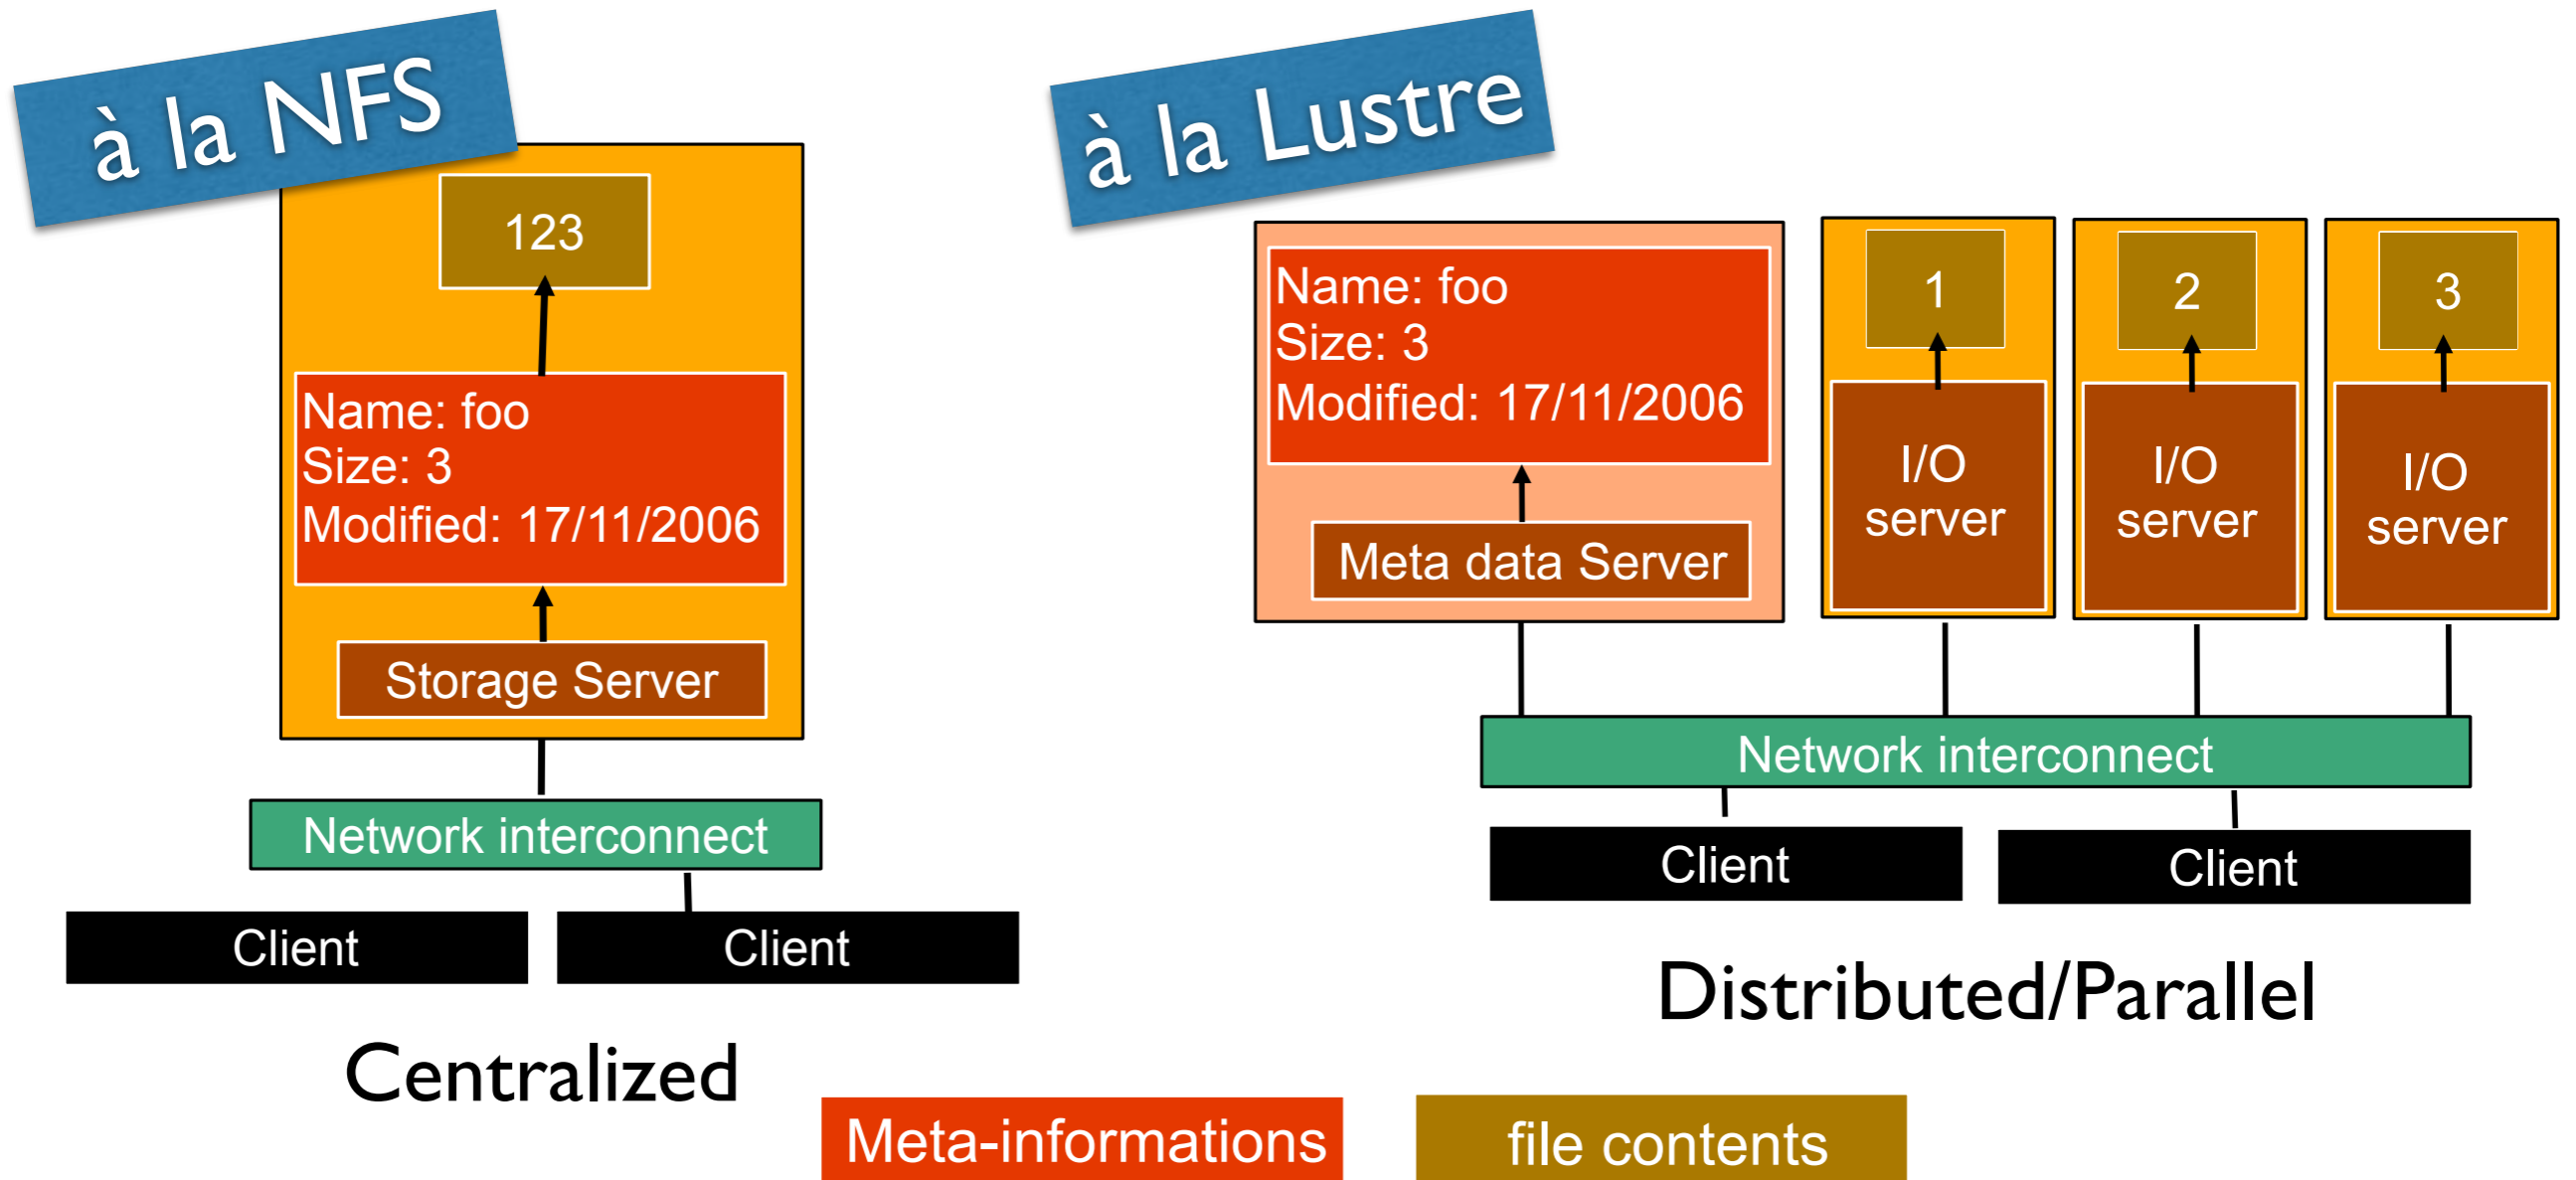 à la NFS
123
Name: foo
Size: 3
Modified: 17/11/2006
Storage Server
Network interconnect
Client
Client
Centralized
à la Lustre
Name: foo
Size: 3
Modified: 17/11/2006
Meta data Server
1
I/O
server
2
I/O
server
3
I/O
server
Network interconnect
Client
Client
Distributed/Parallel
Meta-informations
file contents